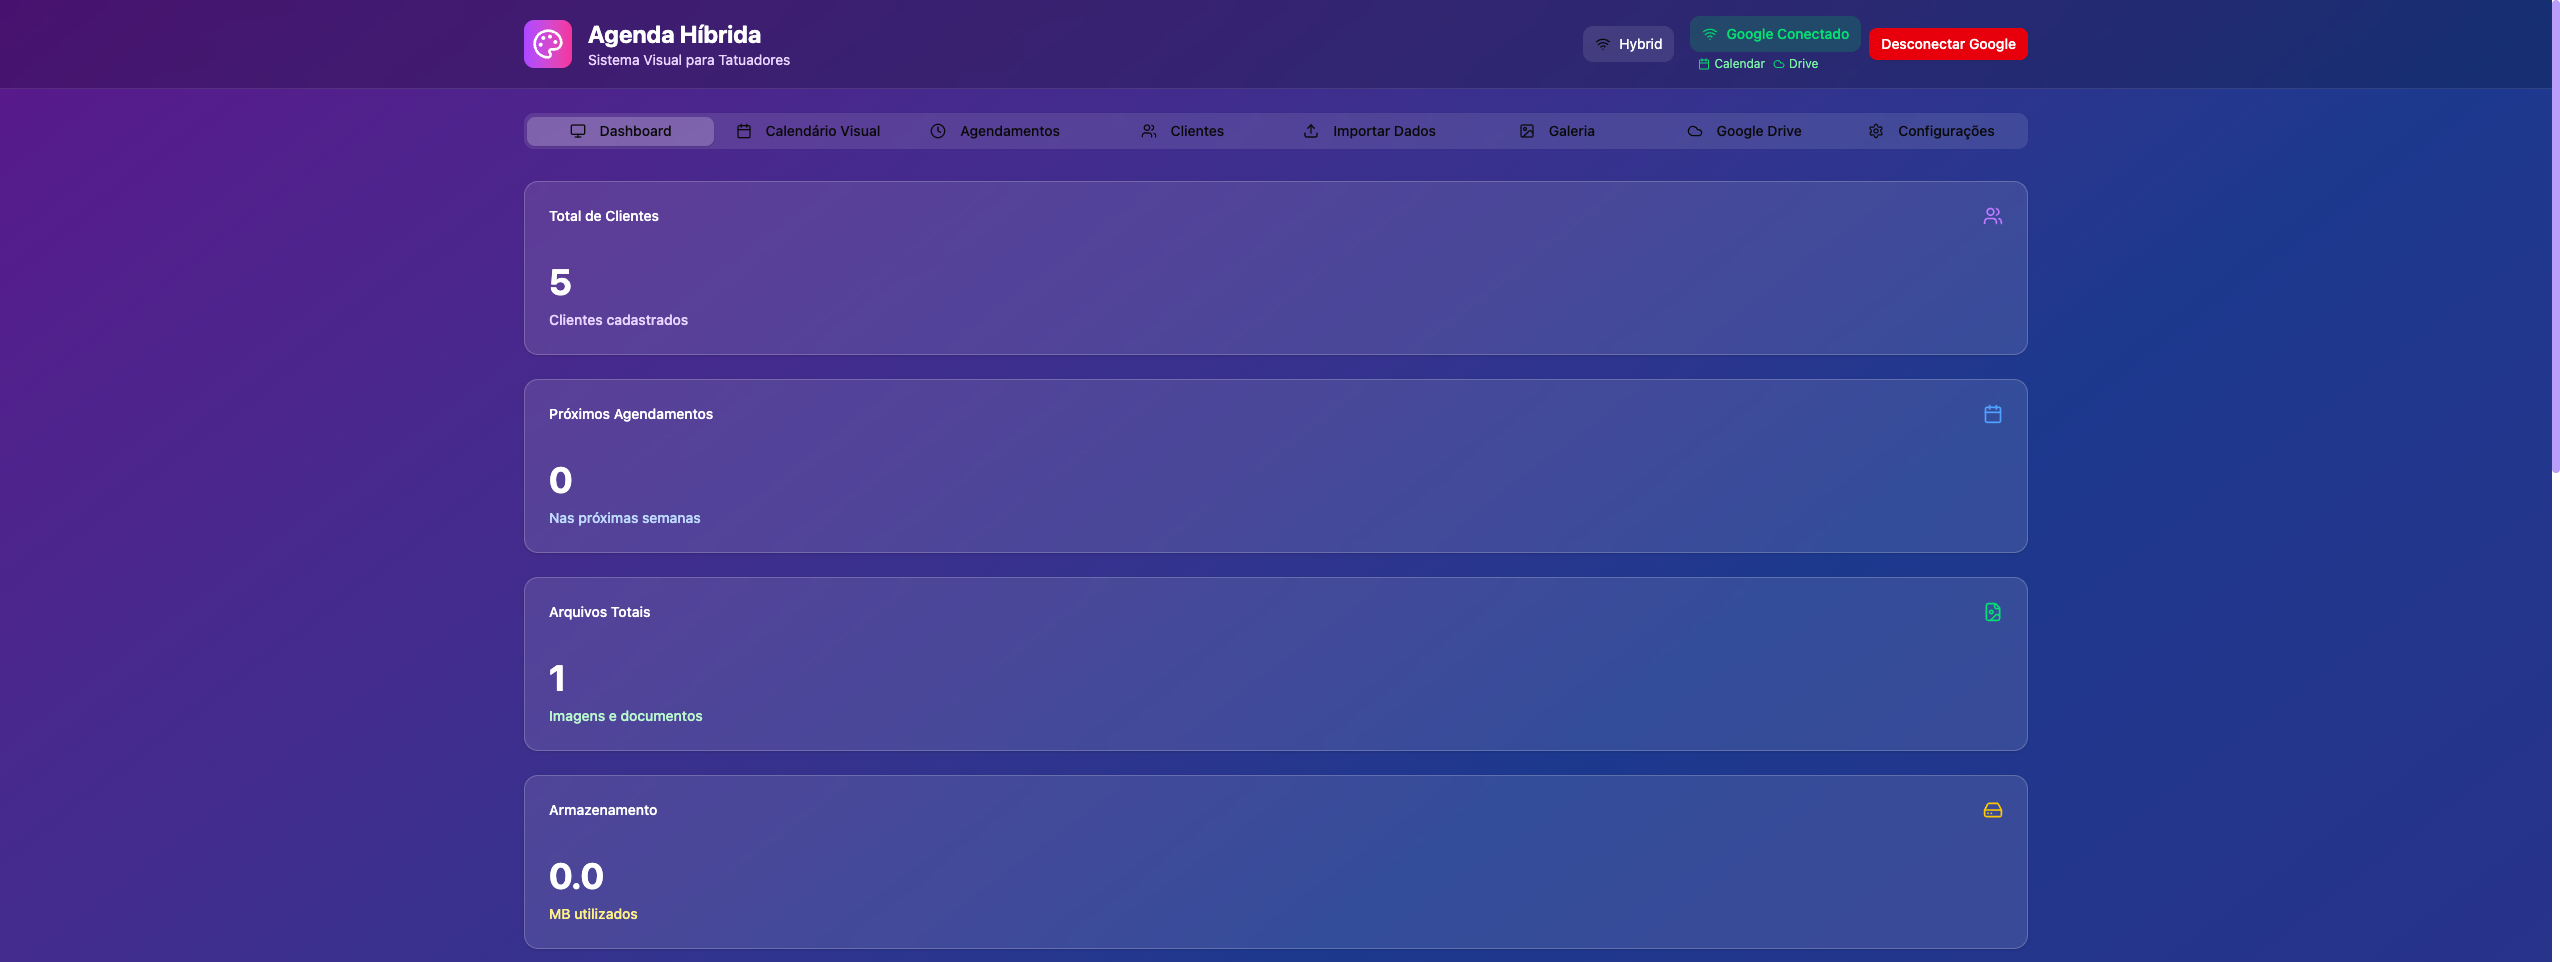 Agenda Híbrida
Sistema Visual para Tatuadores
Hybrid
Google Conectado
Calendar Drive
Desconectar Google
Dashboard Calendário Visual Agendamentos Clientes Importar Dados Galeria Google Drive Configurações
Total de Clientes
5
Clientes cadastrados
Próximos Agendamentos
0
Nas próximas semanas
Arquivos Totais
1
Imagens e documentos
Armazenamento
0.0
MB utilizados